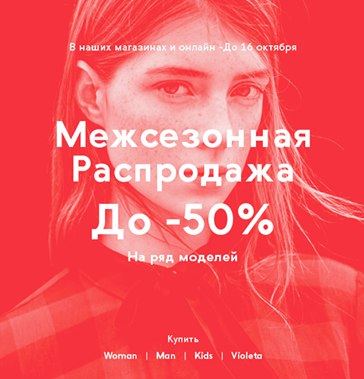 В наших магазинах и онлайн -До 16 октября
Межсезонная
Распродажа
До -50%
На ряд моделей
Купить
Woman | Man | Kids | Violeta